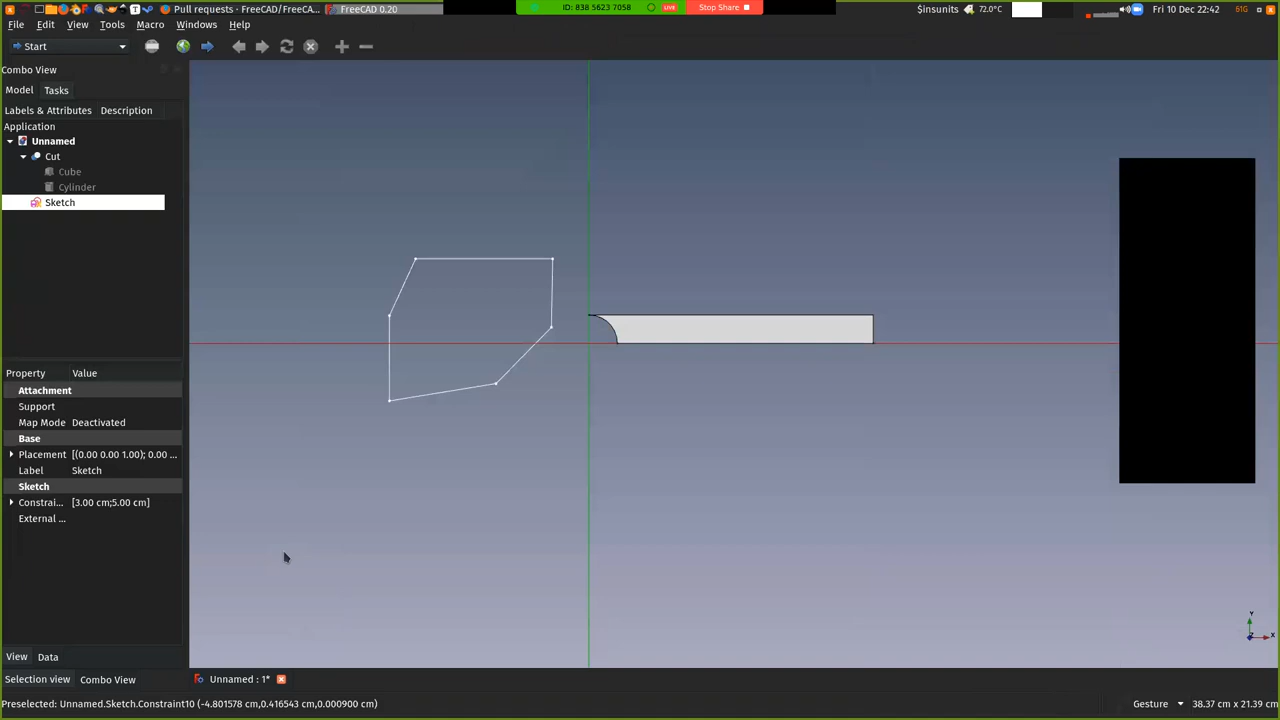 Pull requests · FreeCAD/FreeCA...
FreeCAD 0.20
ID: 838 5623 7058
LIVE
Stop Share
$insunits
72.0°C
Fri 10 Dec 22:42
61G
File
Edit
View
Tools
Macro
Windows
Help
Start
Combo View
Model
Tasks
Labels & Attributes
Description
Application
Unnamed
Cut
Cube
Cylinder
Sketch
Property
Value
Attachment
Support
Map Mode
Deactivated
Base
Placement
[(0.00 0.00 1.00); 0.00 ...
Label
Sketch
Sketch
Constrai...
[3.00 cm;5.00 cm]
External ...
Y
X
Z
View
Data
Selection view
Combo View
Unnamed : 1*
Preselected: Unnamed.Sketch.Constraint10 (-4.801578 cm,0.416543 cm,0.000900 cm)
Gesture
38.37 cm x 21.39 cm